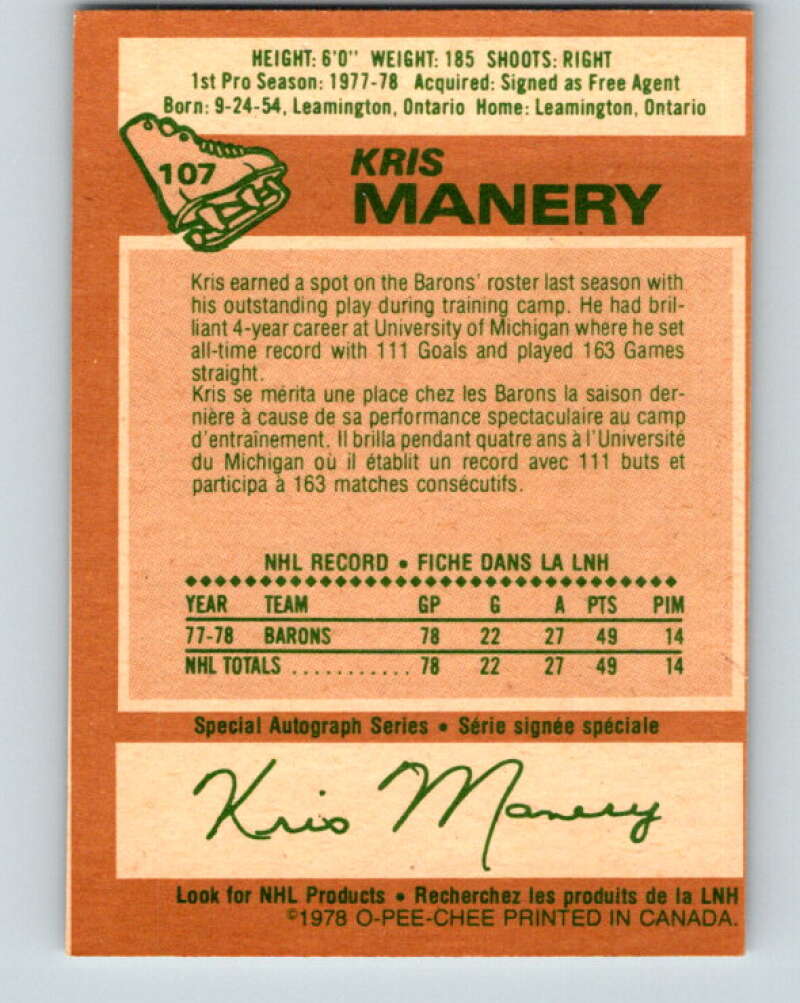 HEIGHT: 6'0" WEIGHT: 185 SHOOTS: RIGHT
1st Pro Season: 1977-78 Acquired: Signed as Free Agent
Born: 9-24-54, Leamington, Ontario Home: Leamington, Ontario
107
KRIS
MANERY
Kris earned a spot on the Barons' roster last season with
his outstanding play during training camp. He had bril-
liant 4-year career at University of Michigan where he set
all-time record with 111 Goals and played 163 Games
straight.
Kris se mérita une place chez les Barons la saison der-
nière à cause de sa performance spectaculaire au camp
d'entraînement. Il brilla pendant quatre ans à l'Université
du Michigan où il établit un record avec 111 buts et
participa à 163 matches consécutifs.
NHL RECORD • FICHE DANS LA LNH
YEAR TEAM GP G A PTS PIM
77-78 BARONS 78 22 27 49 14
NHL TOTALS ........... 78 22 27 49 14
Special Autograph Series • Série signée spéciale
Kris Manery
Look for NHL Products • Recherchez les produits de la LNH
©1978 O-PEE-CHEE PRINTED IN CANADA.